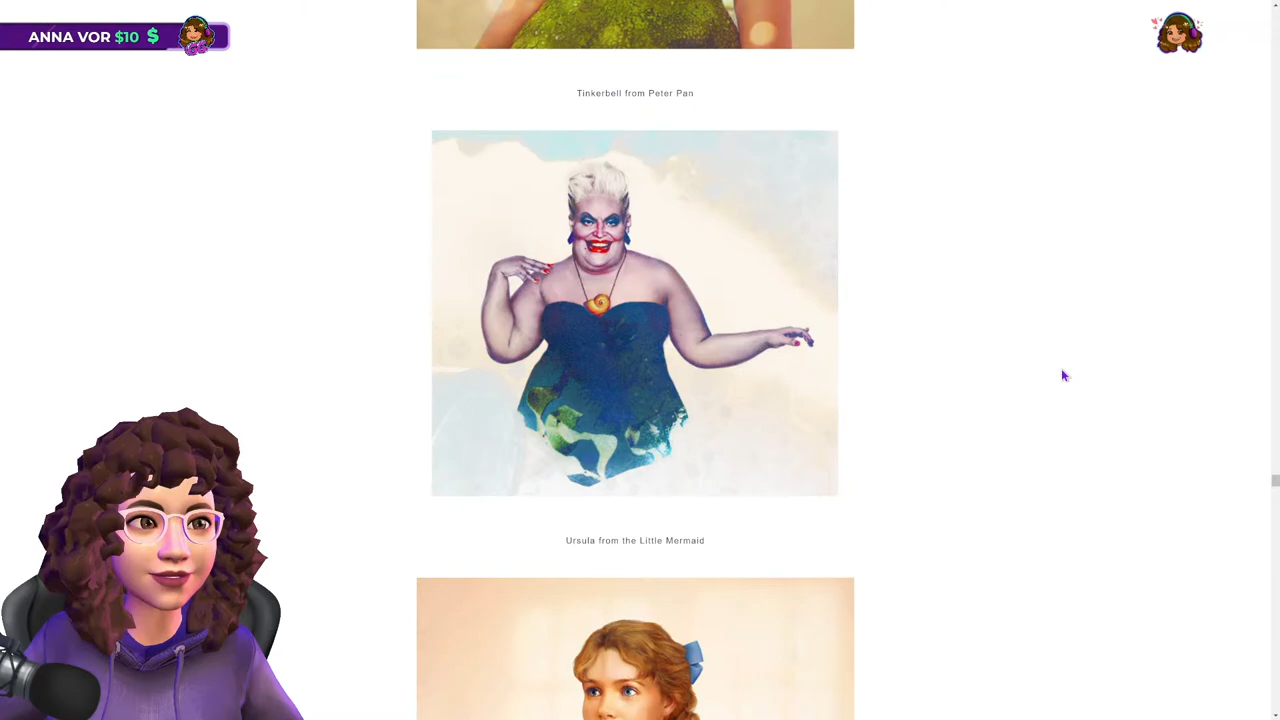 ANNA VOR $10 $
Tinkerbell from Peter Pan
Ursula from the Little Mermaid